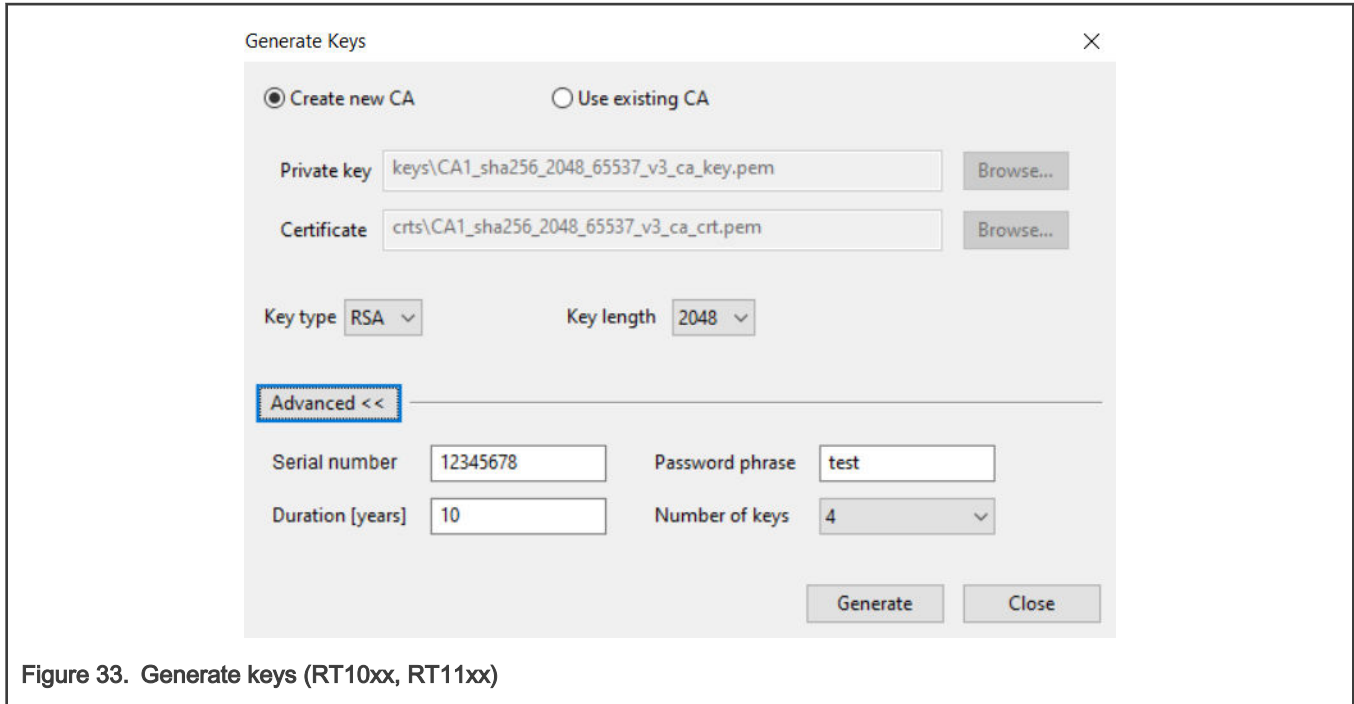 Generate Keys
Create new CA Use existing CA
Private key keys\CA1_sha256_2048_65537_v3_ca_key.pem Browse...
Certificate crts\CA1_sha256_2048_65537_v3_ca_crt.pem Browse...
Key type RSA Key length 2048
Advanced <<
Serial number 12345678 Password phrase test
Duration [years] 10 Number of keys 4
Generate Close
Figure 33. Generate keys (RT10xx, RT11xx)